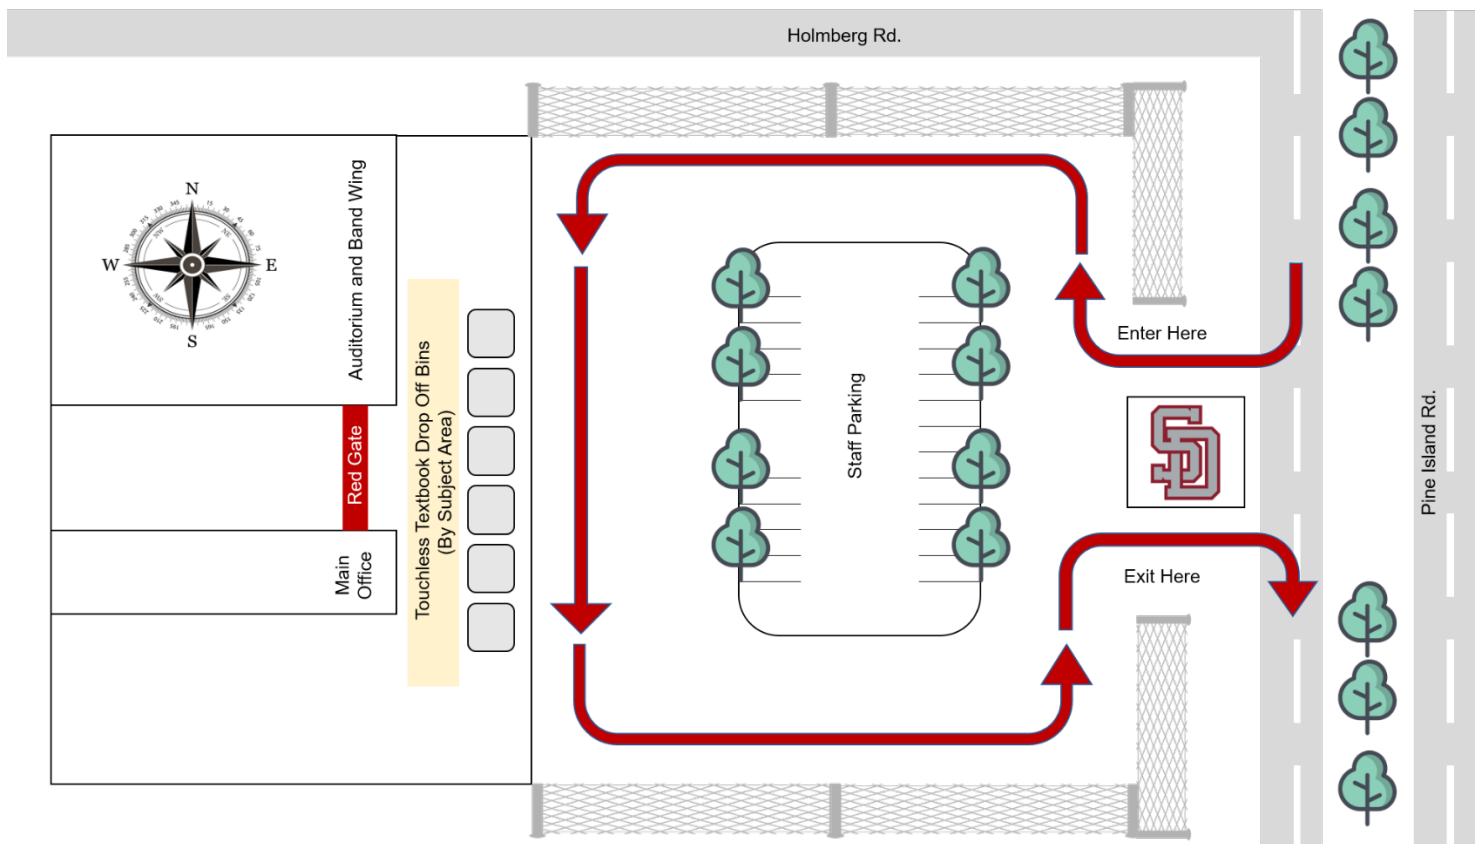 Holmberg Rd.
N
W
E
S
Auditorium and Band Wing
Red Gate
Main
Office
Touchless Textbook Drop Off Bins
(By Subject Area)
Staff Parking
Enter Here
SD
Exit Here
Pine Island Rd.